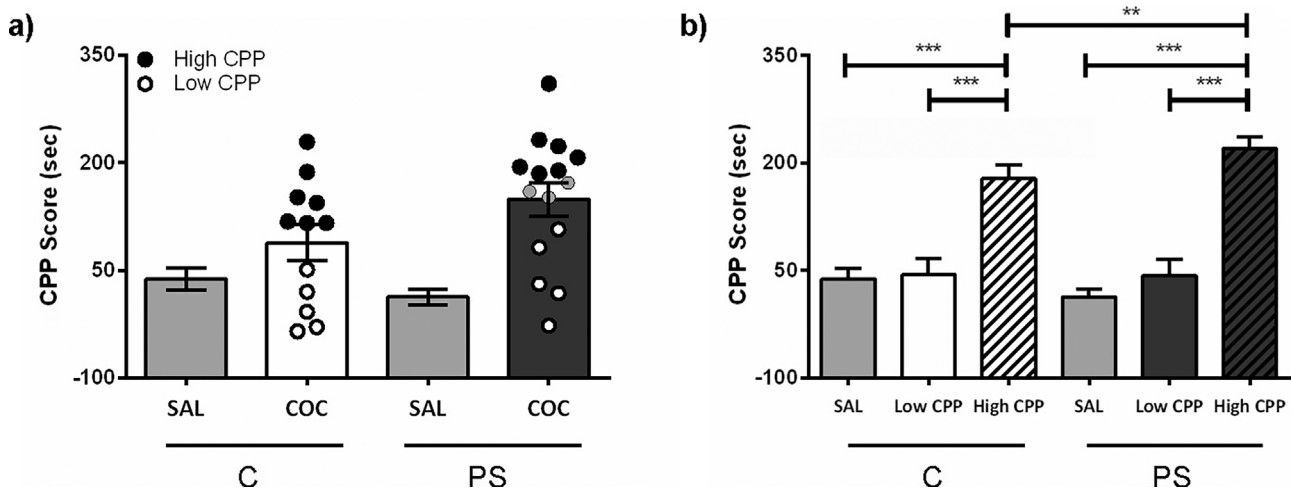 a)
350
200
50
-100
CPP Score (sec)
High CPP
Low CPP
SAL COC SAL COC
C PS
b)
350
200
50
-100
CPP Score (sec)
**
*** ***
*** ***
SAL Low CPP High CPP SAL Low CPP High CPP
C PS